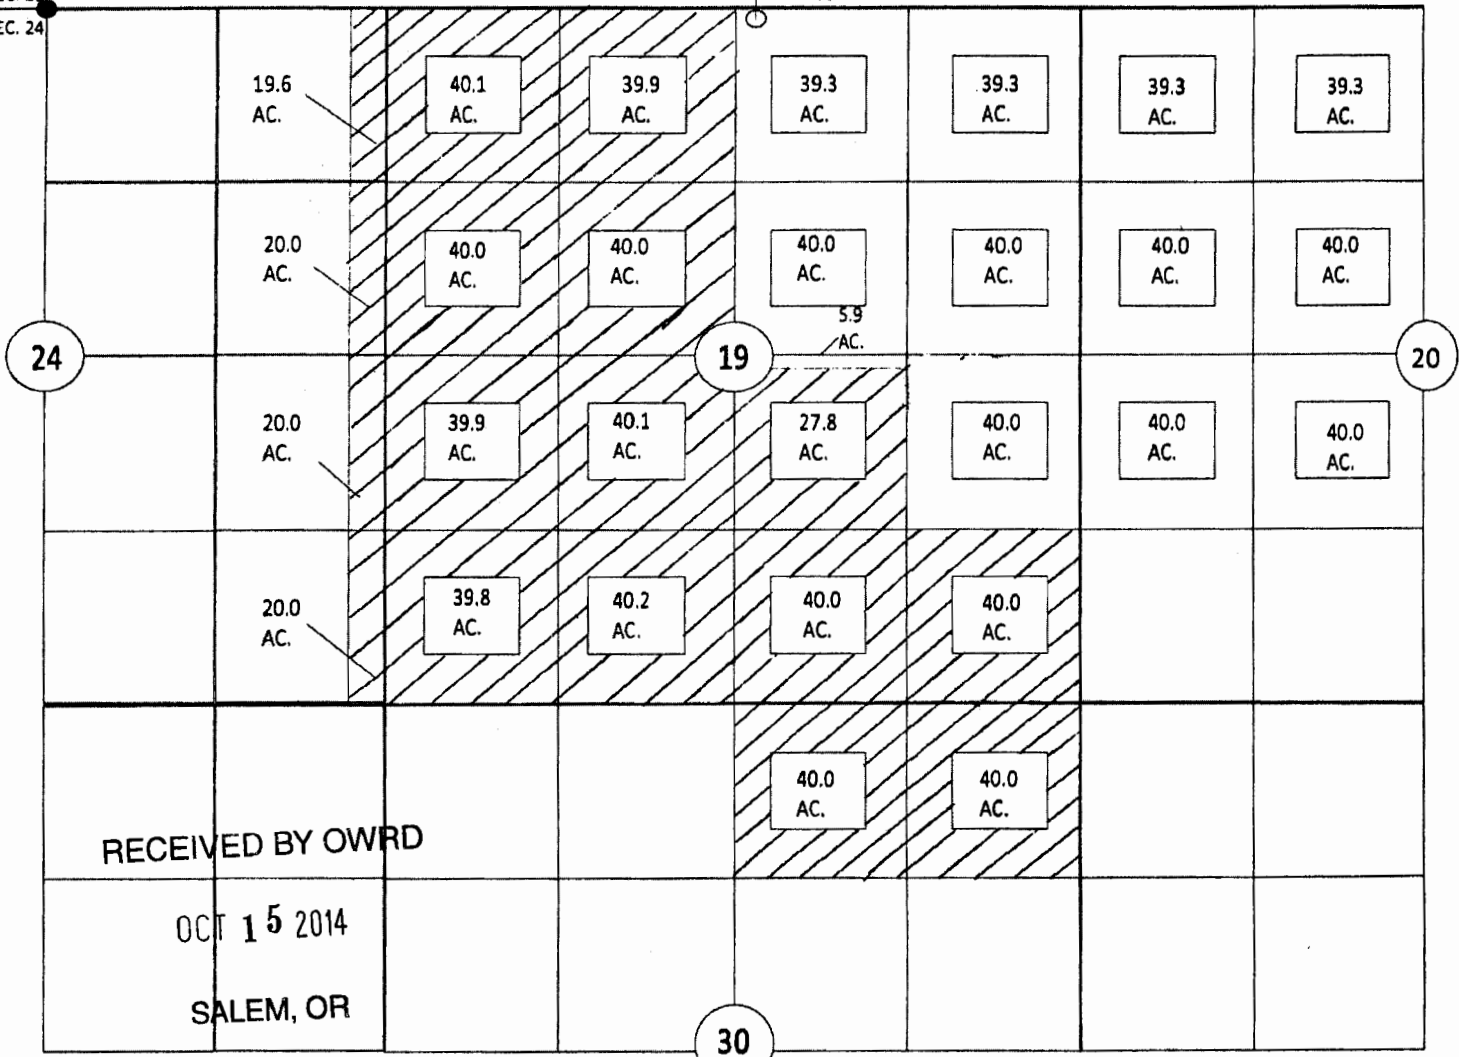 EC. 24
19.6
AC.
40.1
AC.
39.9
AC.
39.3
AC.
39.3
AC.
39.3
AC.
39.3
AC.
20.0
AC.
40.0
AC.
40.0
AC.
40.0
AC.
40.0
AC.
40.0
AC.
40.0
AC.
5.9
AC.
24
19
20
20.0
AC.
39.9
AC.
40.1
AC.
27.8
AC.
40.0
AC.
40.0
AC.
40.0
AC.
20.0
AC.
39.8
AC.
40.2
AC.
40.0
AC.
40.0
AC.
40.0
AC.
40.0
AC.
RECEIVED BY OWRD
OCT 15 2014
SALEM, OR
30